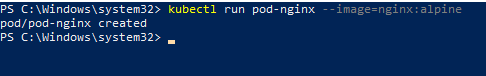 PS C:\Windows\system32> kubectl run pod-nginx --image=nginx:alpine
pod/pod-nginx created
PS C:\Windows\system32>